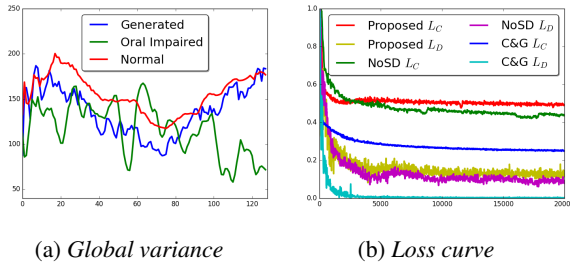 250
200
150
100
50
0
20
40
60
80
100
120
Generated
Oral Impaired
Normal
(a) Global variance
1
0.8
0.6
0.4
0.2
0.0
0
5000
10000
15000
20000
Proposed L_C
Proposed L_D
NoSD L_C
NoSD L_D
C&G L_C
C&G L_D
(b) Loss curve